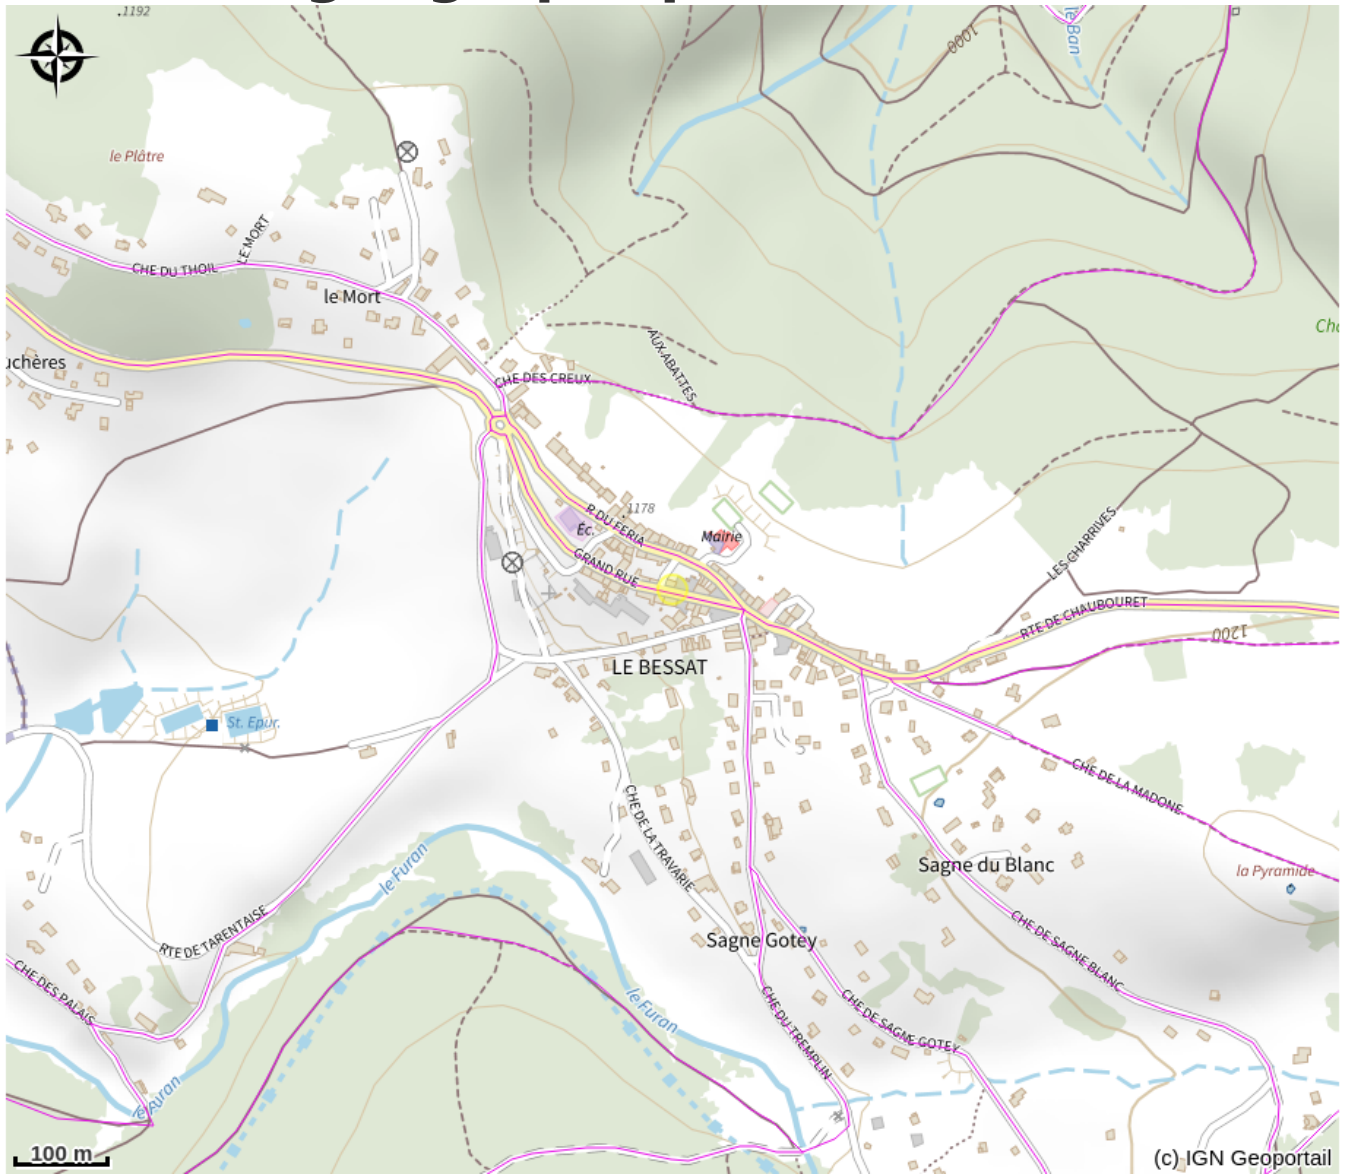 1192
le Ban
1000
le Plâtre
LE MORT
CHE DU THOIL
le Mort
uchères
AUX ABATTES
CHE DES CREUX
R DU FERIA
1178
Éc.
Mairie
GRAND RUE
LES CHARRIVES
RTE DE CHAUBOURET
1200
LE BESSAT
St. Epur.
CHE DE LA MADONE
CHE DE LA TRAVARIE
le Furan
Sagne du Blanc
la Pyramide
RTE DE TARENTAISE
CHE DE SAGNE BLANC
Sagne Gotey
CHE DES PALAIS
le Furan
CHE DU TREMPLIN
CHE DE SAGNE GOTEY
le Furan
100 m
(c) IGN Geoportail